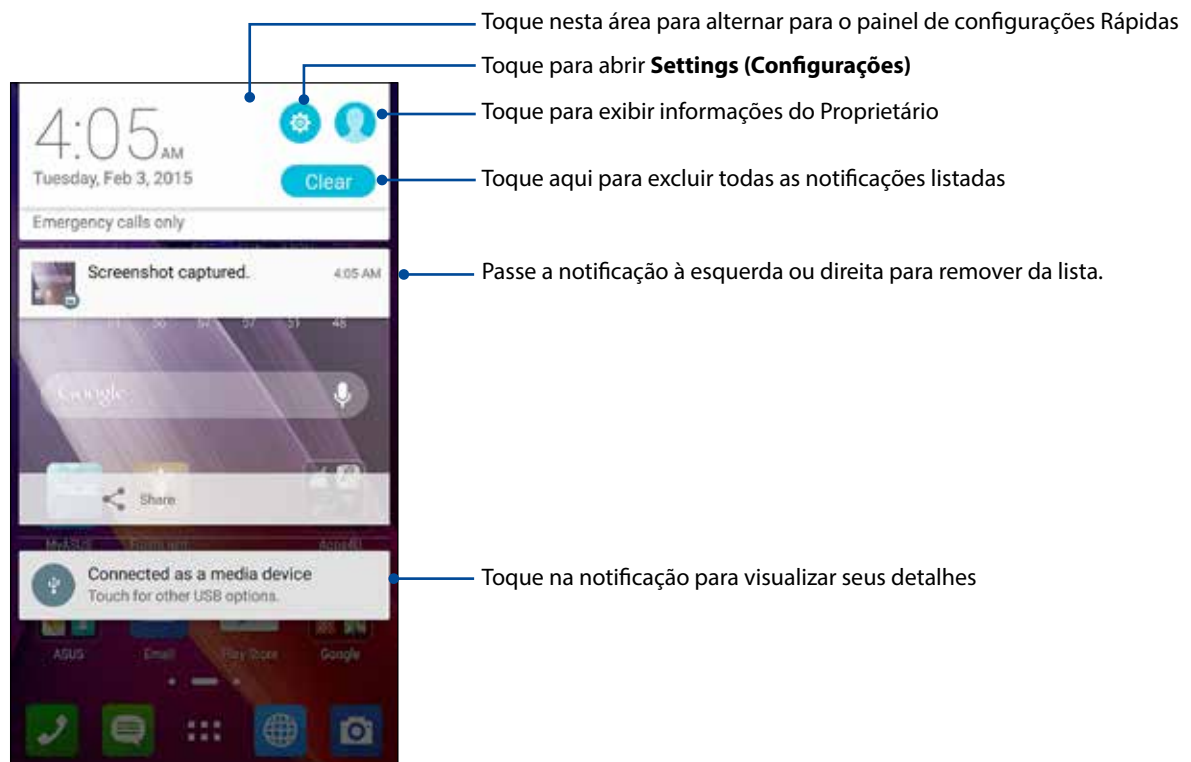 Toque nesta área para alternar para o painel de configurações Rápidas
Toque para abrir Settings (Configurações)
Toque para exibir informações do Proprietário
4:05 AM
Tuesday, Feb 3, 2015
Clear
Toque aqui para excluir todas as notificações listadas
Emergency calls only
Screenshot captured.
4:05 AM
Passe a notificação à esquerda ou direita para remover da lista.
Google
Share
MyASUS
Connected as a media device
Touch for other USB options.
Toque na notificação para visualizar seus detalhes
ASUS Email Play Store Google